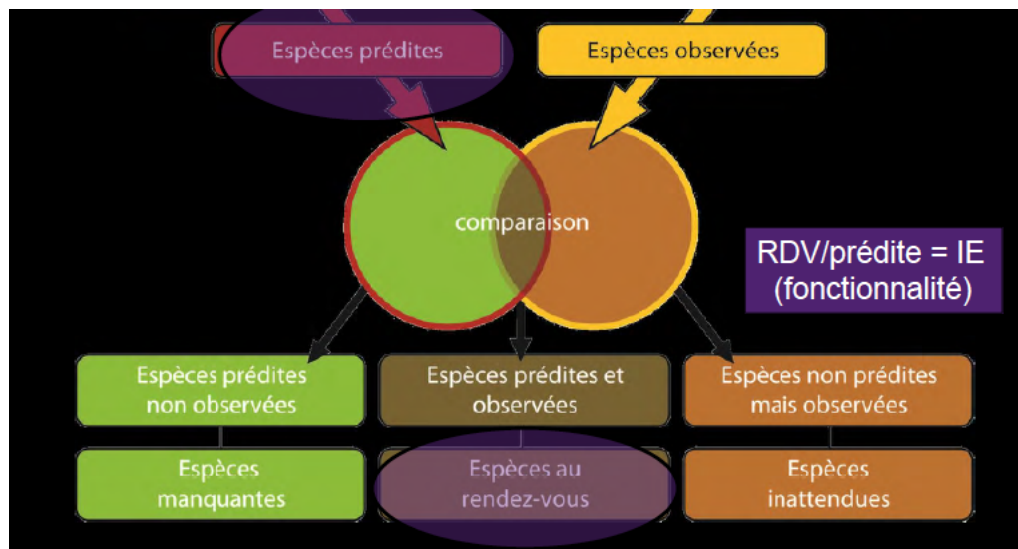 Espèces prédites
Espèces observées
comparaison
RDV/prédite = IE
(fonctionnalité)
Espèces prédites
non observées
Espèces prédites et
observées
Espèces non prédites
mais observées
Espèces
manquantes
Espèces au
rendez-vous
Espèces
inattendues